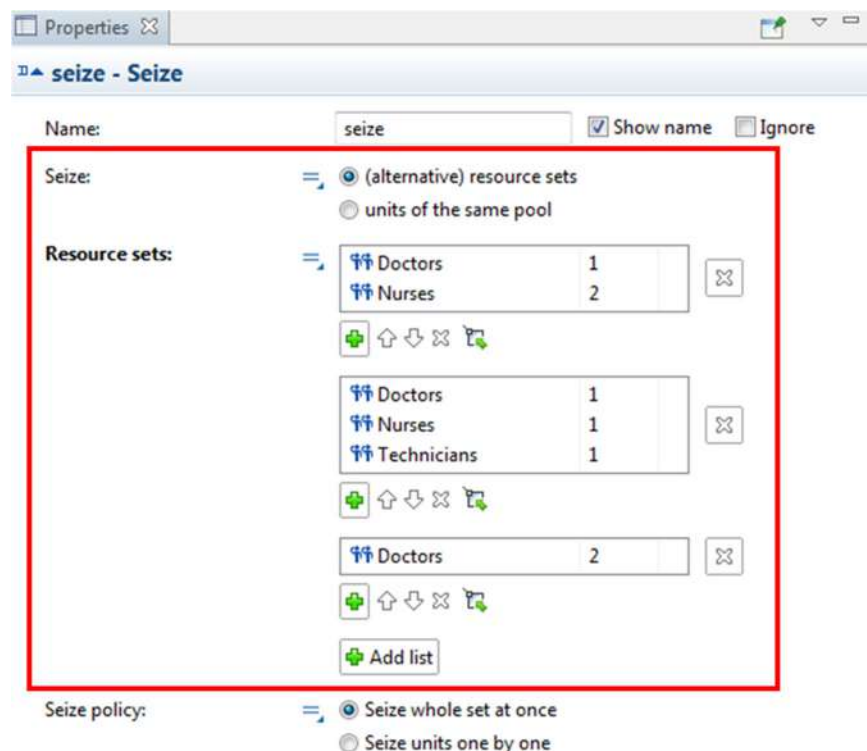 Properties
seize - Seize
Name: seize Show name Ignore
Seize: (alternative) resource sets
units of the same pool
Resource sets: Doctors 1
Nurses 2
Doctors 1
Nurses 1
Technicians 1
Doctors 2
Add list
Seize policy: Seize whole set at once
Seize units one by one